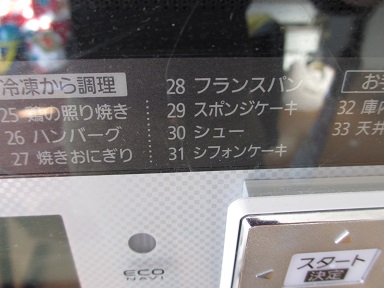 冷凍から調理
25 鶏の照り焼き
26 ハンバーグ
27 焼きおにぎり
28 フランスパン
29 スポンジケーキ
30 シュー
31 シフォンケーキ
お
32 庫
33 天井
ECO
NAVI
スタート
決定